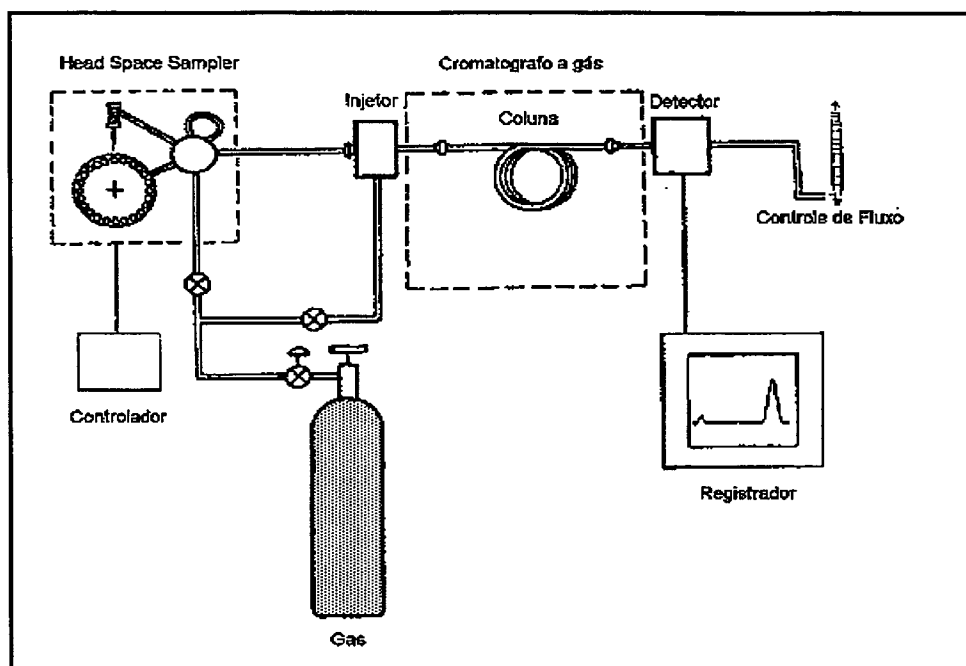 Head Space Sampler
Cromatografo a gás
Injetor
Coluna
Detector
Controle de Fluxo
Controlador
Registrador
Gas